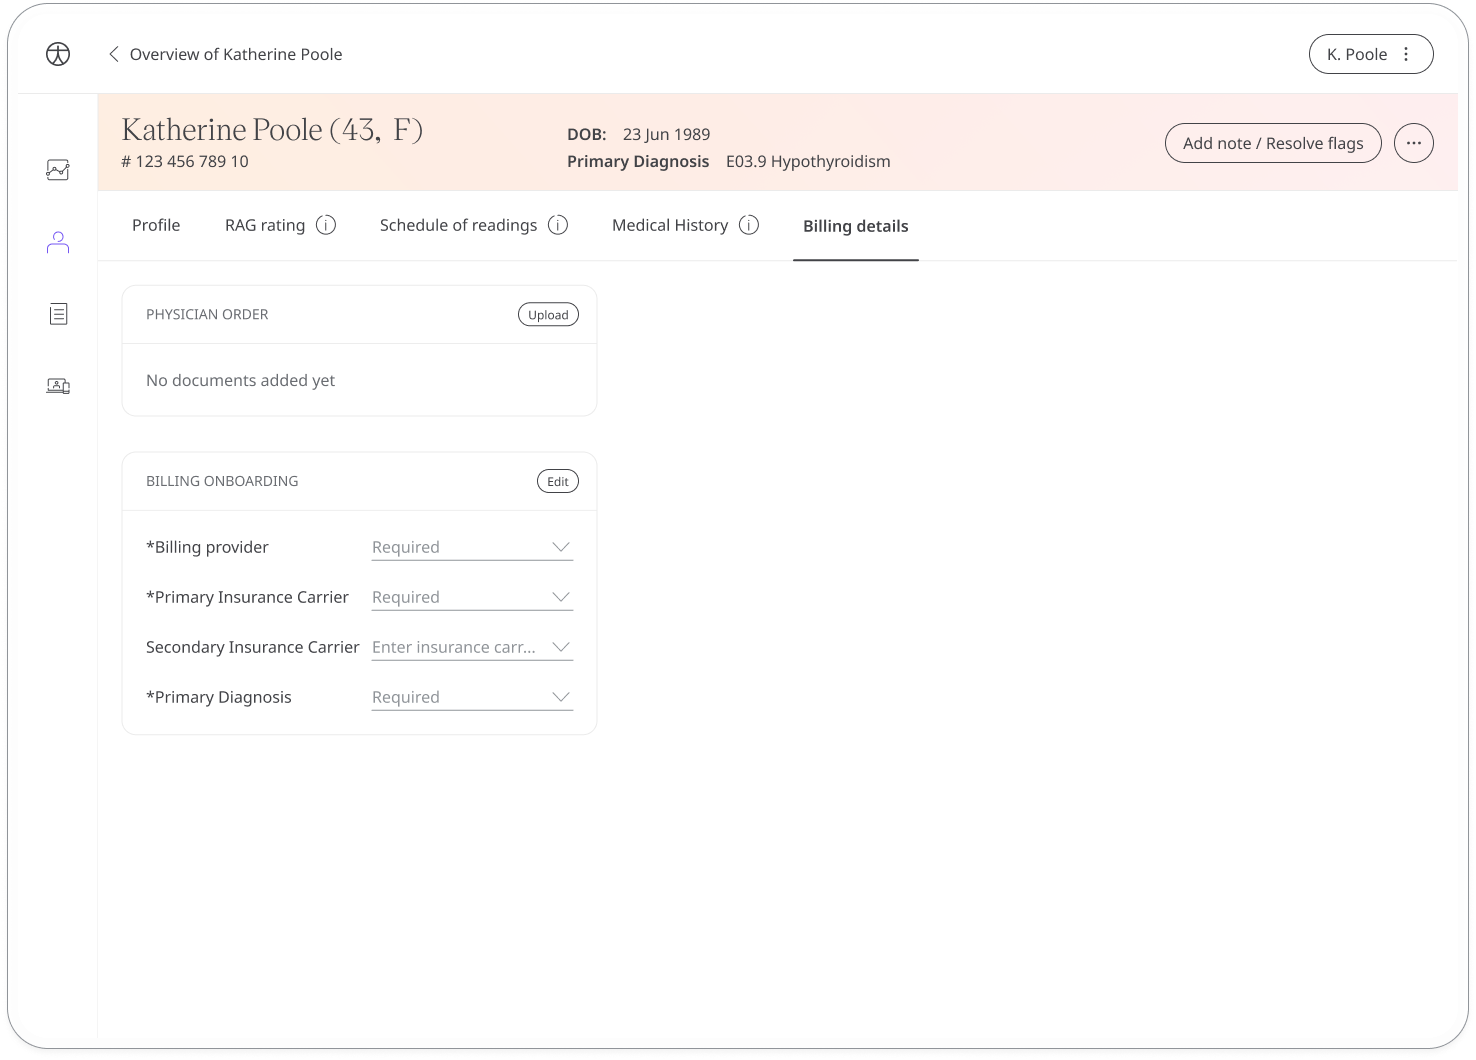 Overview of Katherine Poole
K. Poole
Katherine Poole (43, F)
# 123 456 789 10
DOB: 23 Jun 1989
Primary Diagnosis E03.9 Hypothyroidism
Add note / Resolve flags
Profile RAG rating Schedule of readings Medical History Billing details
PHYSICIAN ORDER Upload
No documents added yet
BILLING ONBOARDING Edit
*Billing provider Required
*Primary Insurance Carrier Required
Secondary Insurance Carrier Enter insurance carr...
*Primary Diagnosis Required